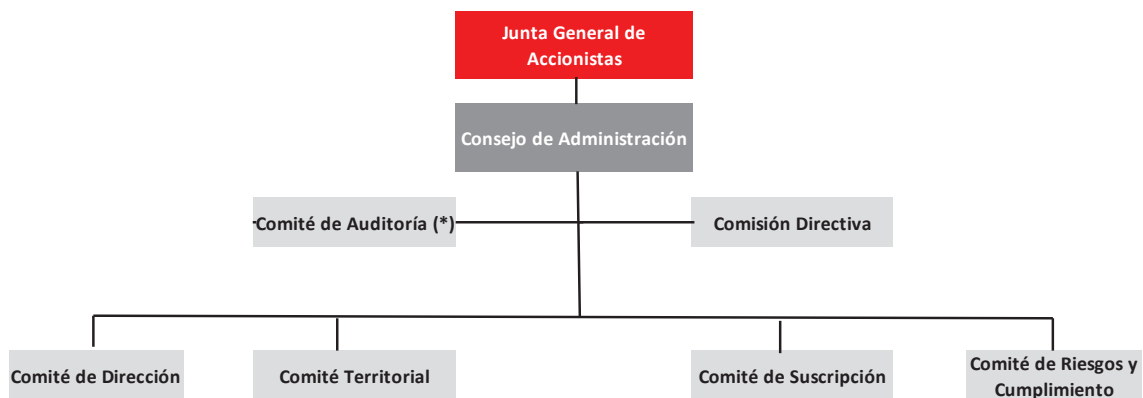 Junta General de
Accionistas
Consejo de Administración
Comité de Auditoría (*)
Comisión Directiva
Comité de Dirección
Comité Territorial
Comité de Suscripción
Comité de Riesgos y
Cumplimiento